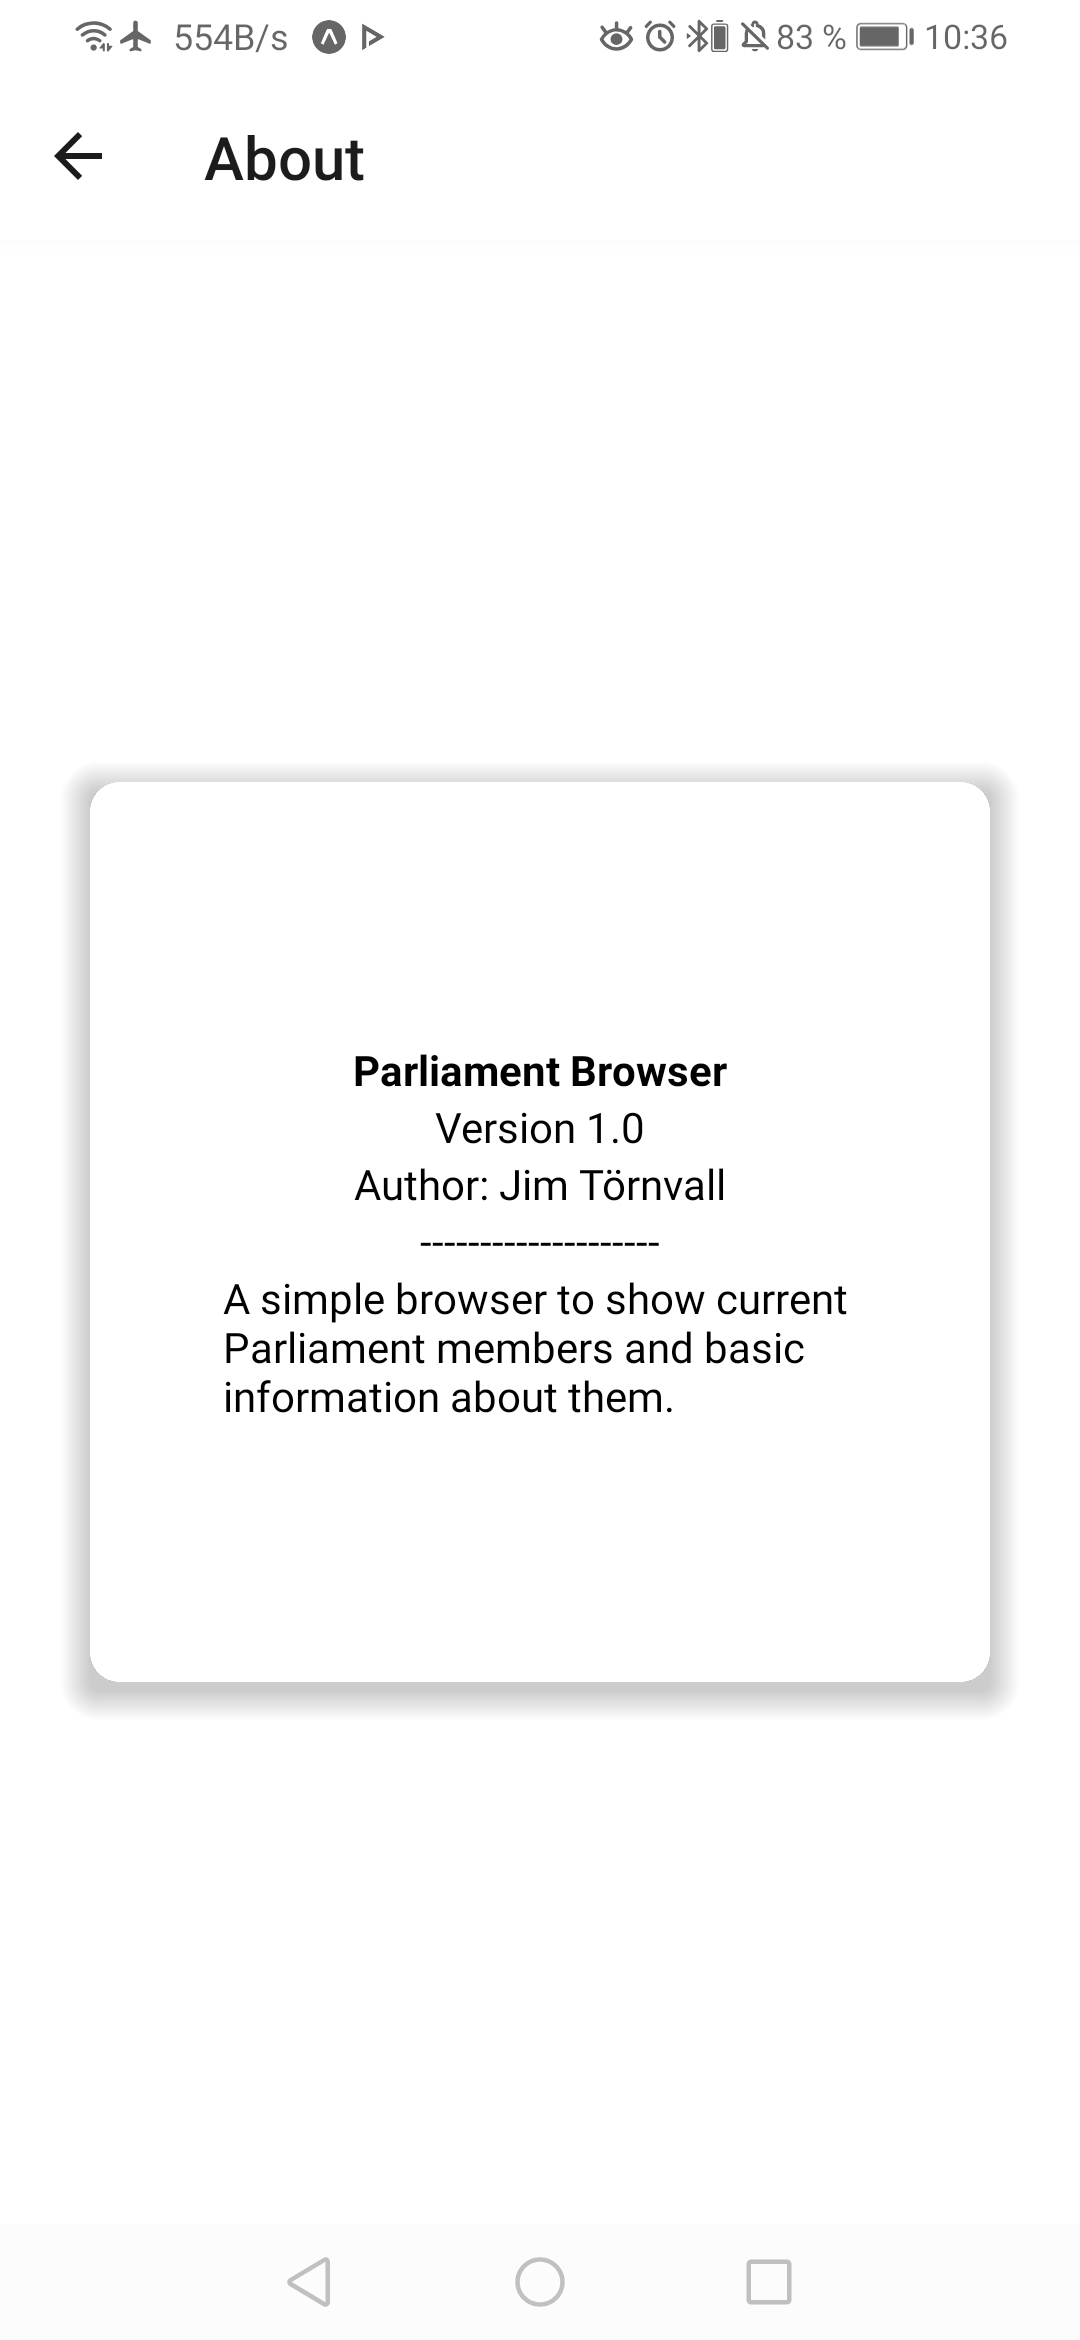 554B/s 83 % 10:36
About
Parliament Browser
Version 1.0
Author: Jim Törnvall
--------------------
A simple browser to show current
Parliament members and basic
information about them.